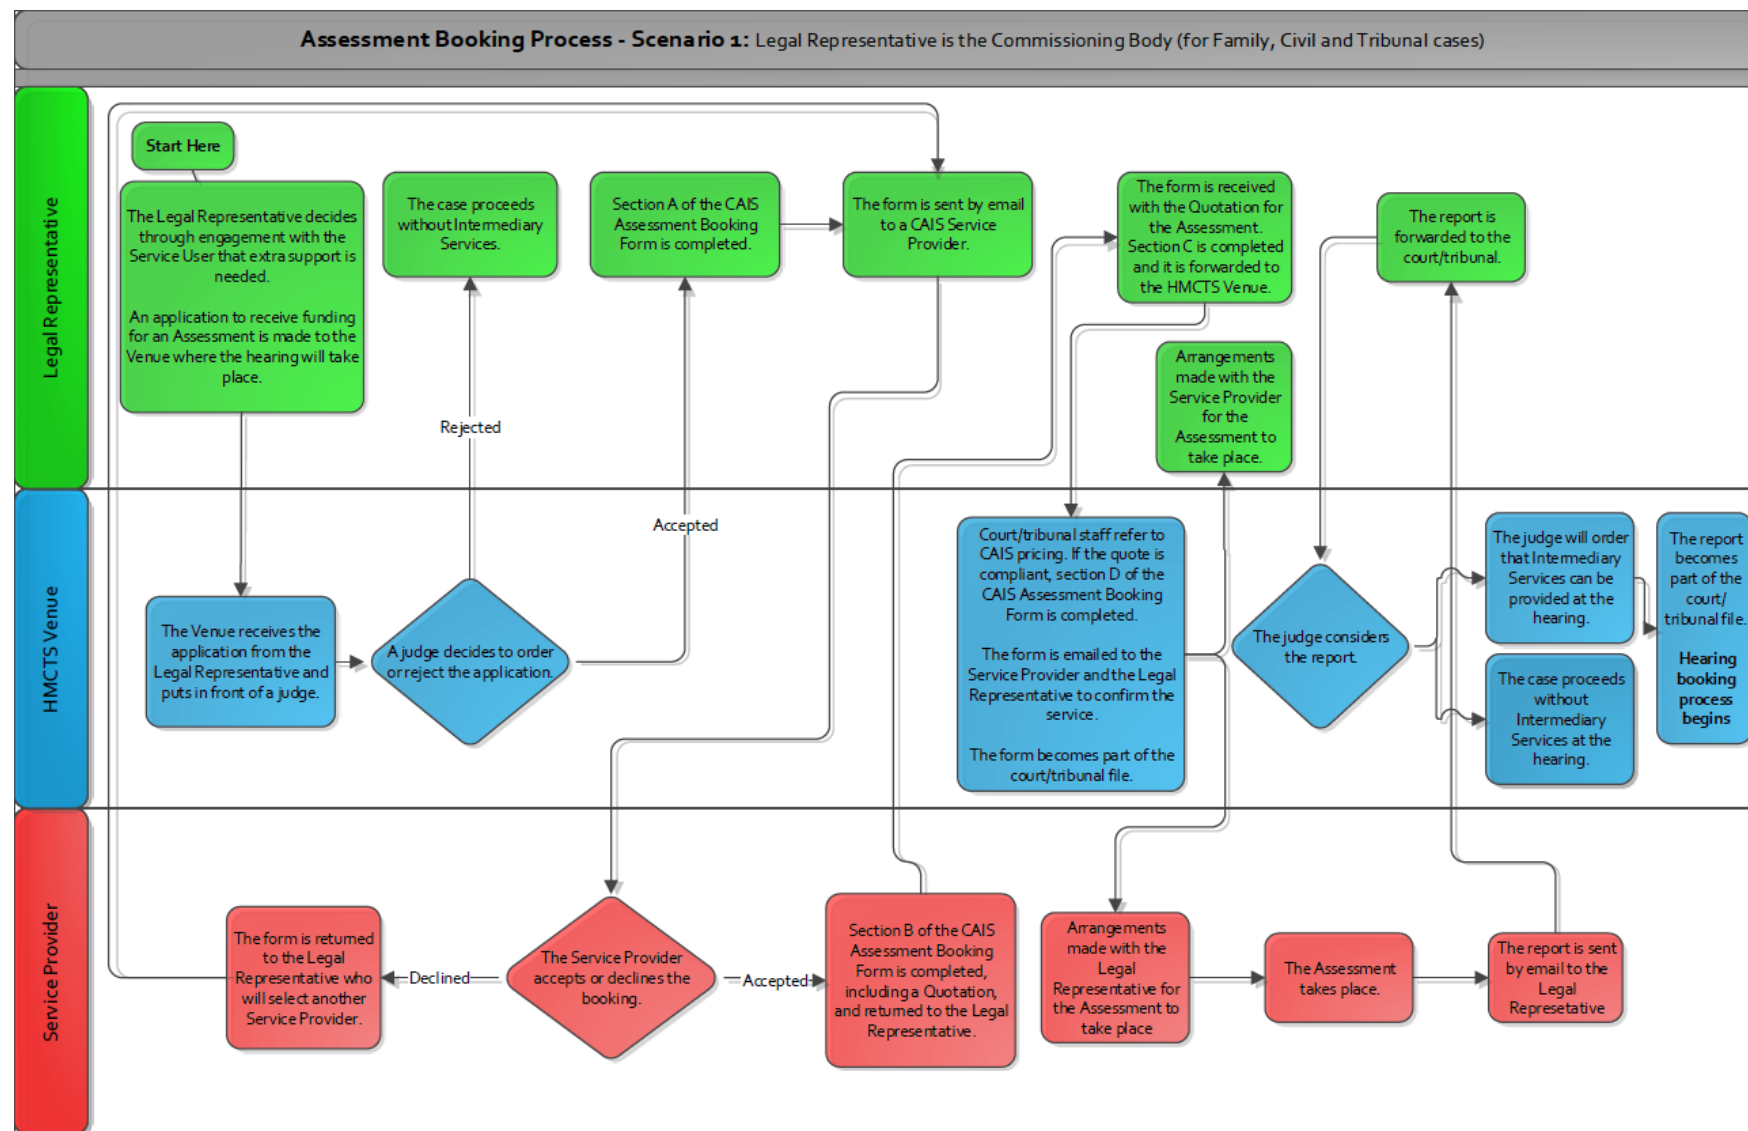 Assessment Booking Process - Scenario 1: Legal Representative is the Commissioning Body (for Family, Civil and Tribunal cases)
Legal Representative
Start Here
The Legal Representative decides
through engagement with the
Service User that extra support is
needed.
An application to receive funding
for an Assessment is made to the
Venue where the hearing will take
place.
The case proceeds
without Intermediary
Services.
Section A of the CAIS
Assessment Booking
Form is completed.
The form is sent by email
to a CAIS Service
Provider.
The form is received
with the Quotation for
the Assessment.
Section C is completed
and it is forwarded to
the HMCTS Venue.
Arrangements
made with the
Service Provider
for the
Assessment to
take place.
The report is
forwarded to the
court/tribunal.
Rejected
Accepted
HMCTS Venue
The Venue receives the
application from the
Legal Representative and
puts in front of a judge.
A judge decides to order
or reject the application.
Court/tribunal staff refer to
CAIS pricing. If the quote is
compliant, section D of the
CAIS Assessment Booking
Form is completed.
The form is emailed to the
Service Provider and the Legal
Representative to confirm the
service.
The form becomes part of the
court/tribunal file.
The judge considers
the report.
The judge will order
that Intermediary
Services can be
provided at the
hearing.
The case proceeds
without
Intermediary
Services at the
hearing.
The report
becomes
part of the
court/
tribunal file.
Hearing
booking
process
begins
Service Provider
The form is returned
to the Legal
Representative who
will select another
Service Provider.
Declined
The Service Provider
accepts or declines the
booking.
Accepted
Section B of the CAIS
Assessment Booking
Form is completed,
including a Quotation,
and returned to the Legal
Representative.
Arrangements
made with the
Legal
Representative for
the Assessment to
take place
The Assessment
takes place.
The report is sent
by email to the
Legal
Represetative